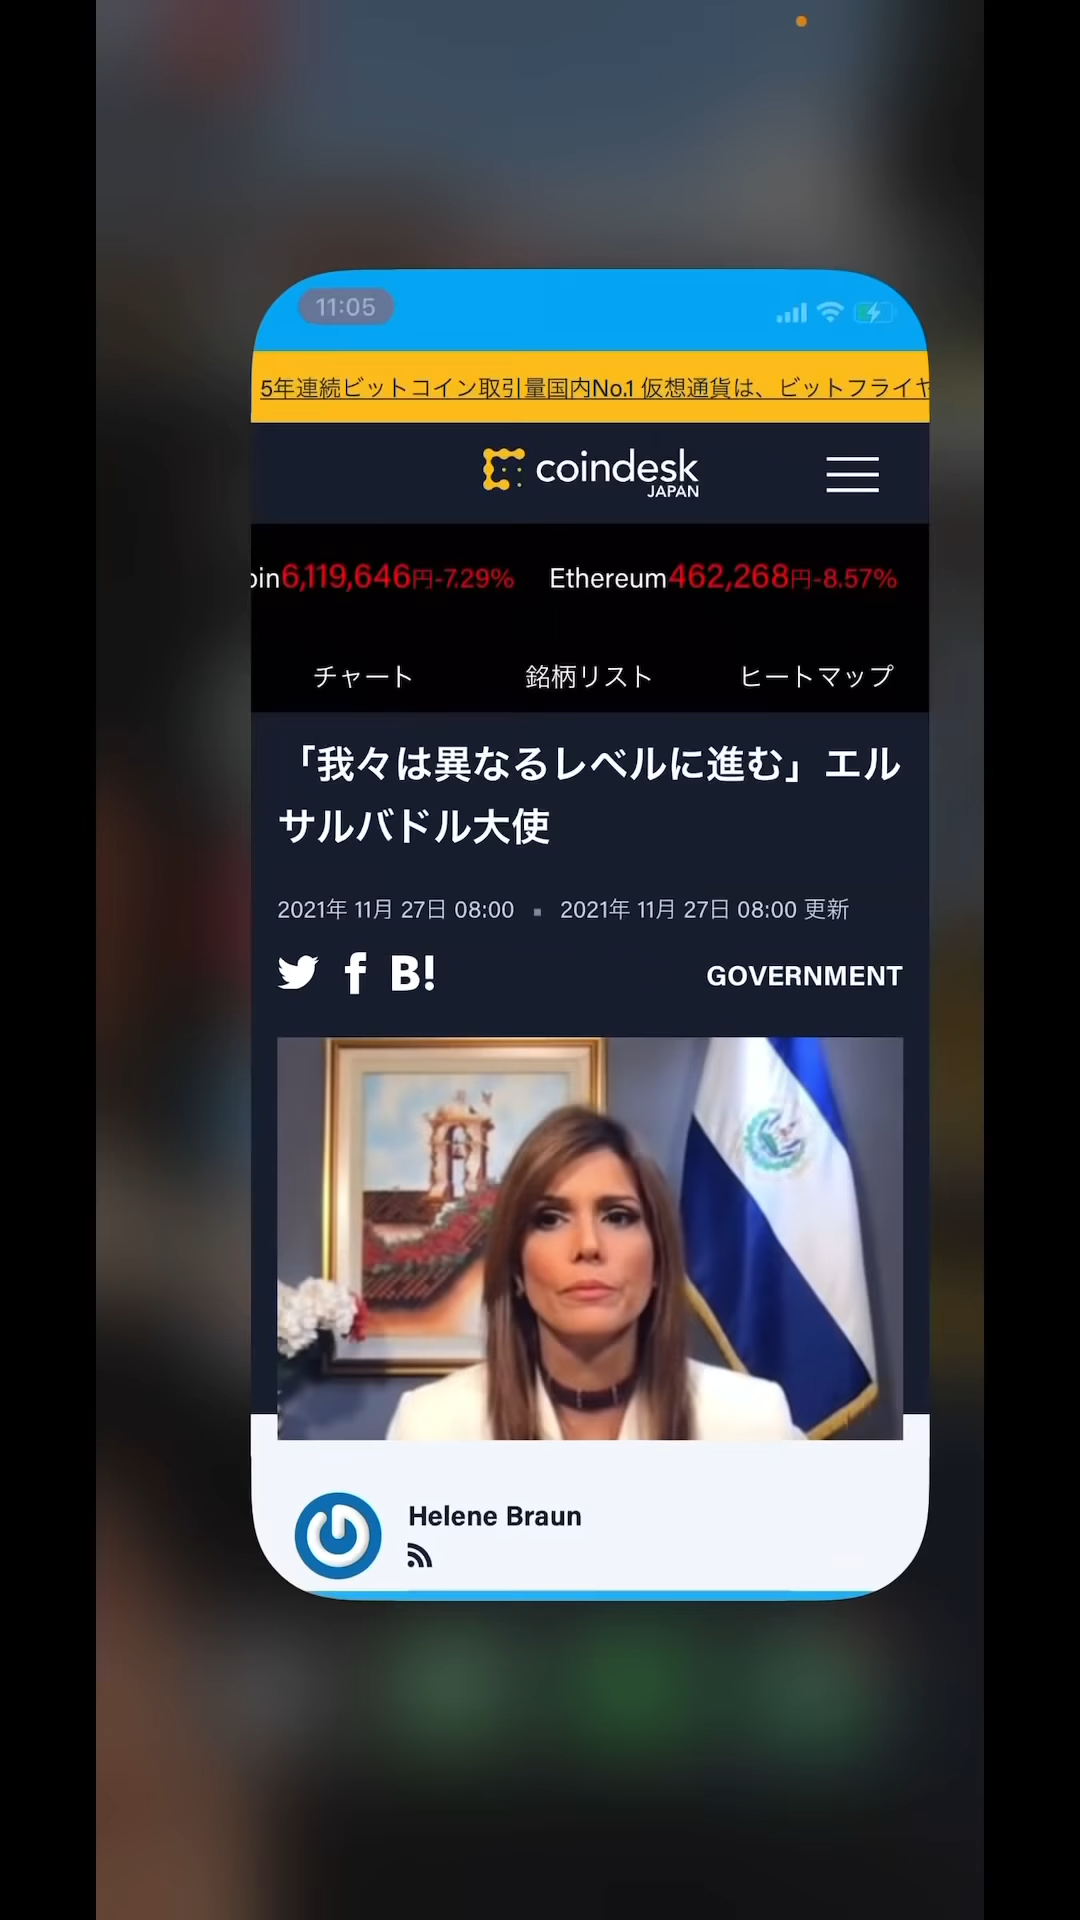 11:05
5年連続ビットコイン取引量国内No.1 仮想通貨は、ビットフライヤ
coindesk
JAPAN
oin6,119,646円-7.29% Ethereum462,268円-8.57%
チャート 銘柄リスト ヒートマップ
「我々は異なるレベルに進む」エル
サルバドル大使
2021年 11月 27日 08:00 ■ 2021年 11月 27日 08:00 更新
B! GOVERNMENT
Helene Braun